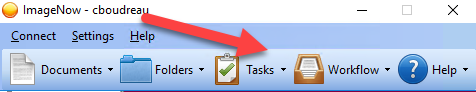 ImageNow - cboudreau
Connect Settings Help
Documents Folders Tasks Workflow Help